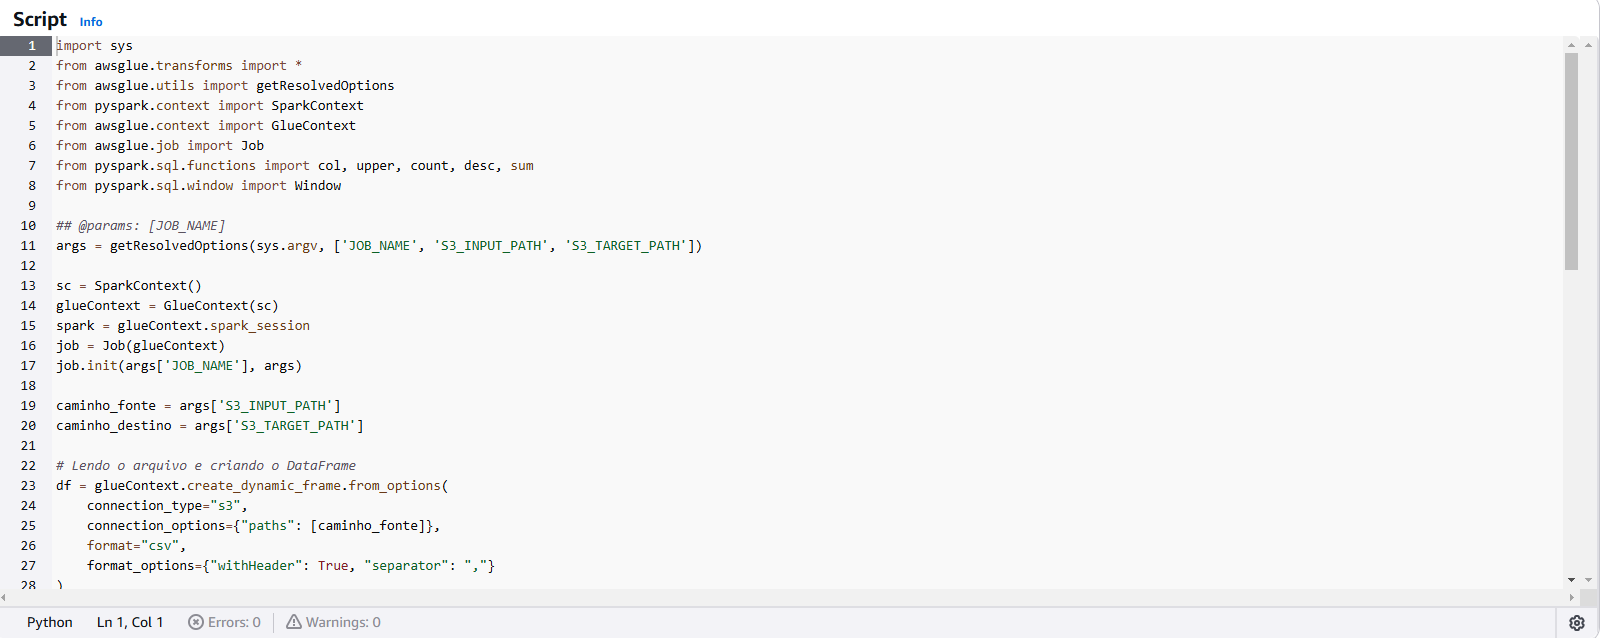 Script Info
1 import sys
2 from awsglue.transforms import *
3 from awsglue.utils import getResolvedOptions
4 from pyspark.context import SparkContext
5 from awsglue.context import GlueContext
6 from awsglue.job import Job
7 from pyspark.sql.functions import col, upper, count, desc, sum
8 from pyspark.sql.window import Window
9
10 ## @params: [JOB_NAME]
11 args = getResolvedOptions(sys.argv, ['JOB_NAME', 'S3_INPUT_PATH', 'S3_TARGET_PATH'])
12
13 sc = SparkContext()
14 glueContext = GlueContext(sc)
15 spark = glueContext.spark_session
16 job = Job(glueContext)
17 job.init(args['JOB_NAME'], args)
18
19 caminho_fonte = args['S3_INPUT_PATH']
20 caminho_destino = args['S3_TARGET_PATH']
21
22 # Lendo o arquivo e criando o DataFrame
23 df = glueContext.create_dynamic_frame.from_options(
24     connection_type="s3",
25     connection_options={"paths": [caminho_fonte]},
26     format="csv",
27     format_options={"withHeader": True, "separator": ","}
28 )
Python Ln 1, Col 1 Errors: 0 Warnings: 0